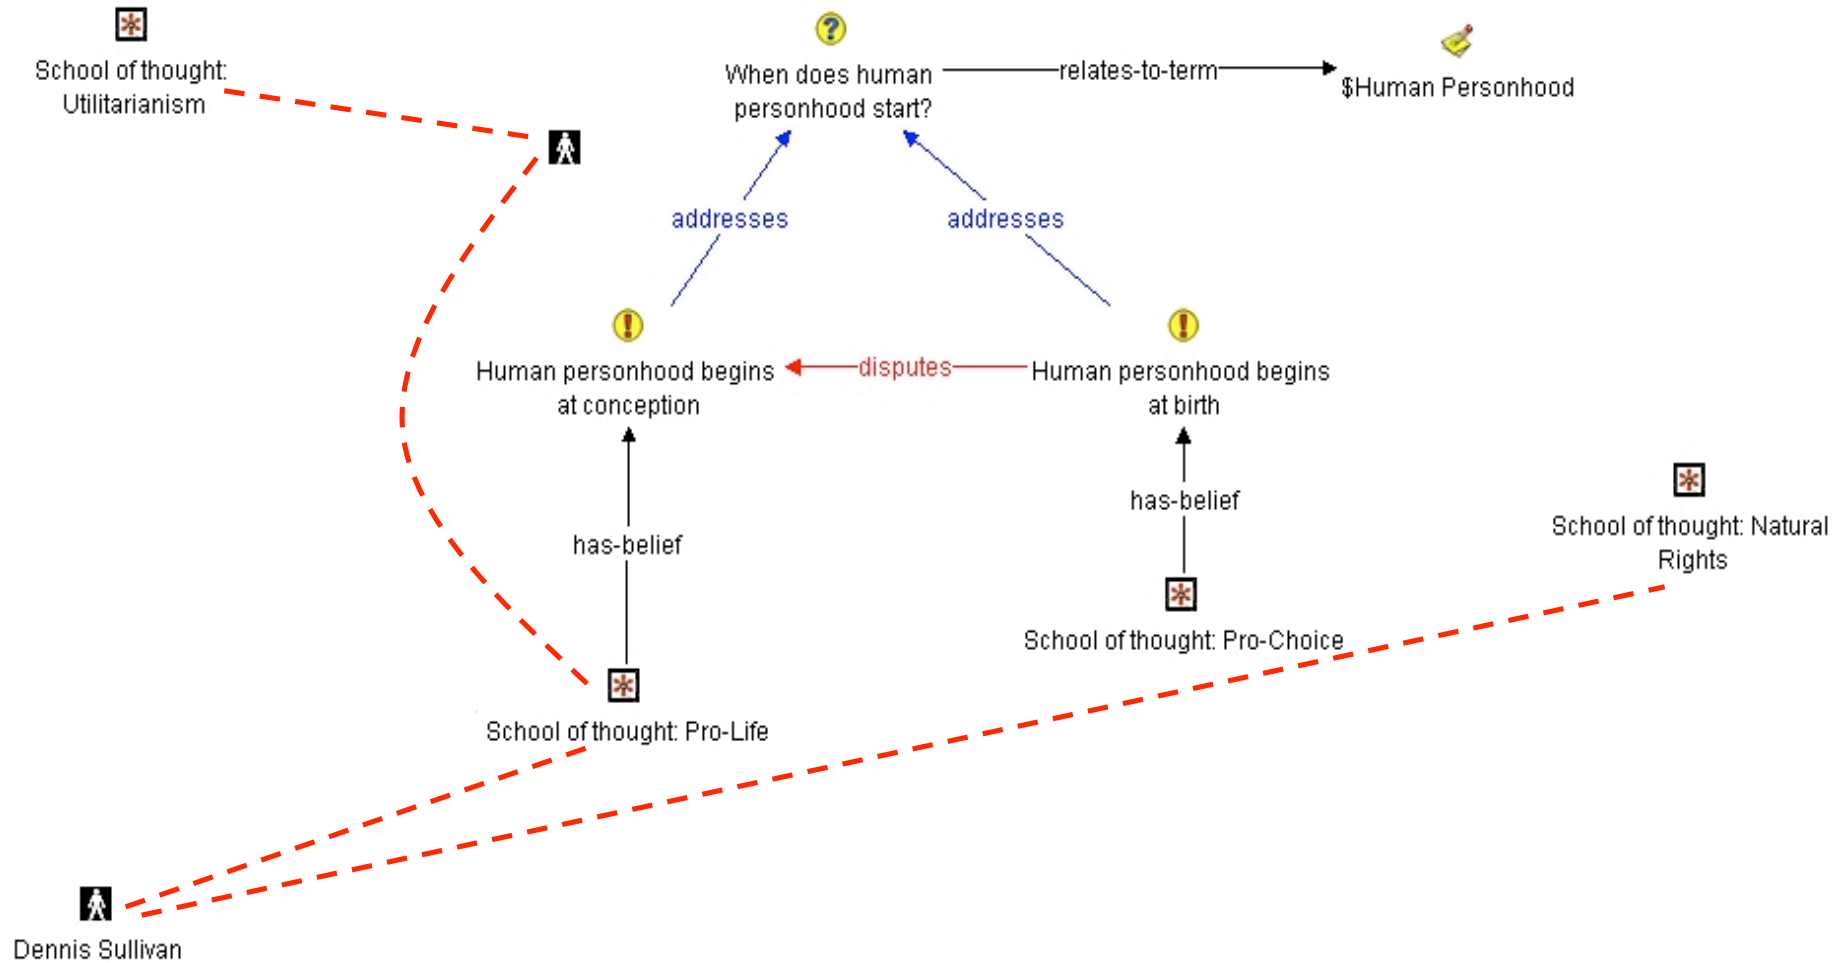 School of thought:
Utilitarianism
When does human
personhood start?
relates-to-term
$Human Personhood
addresses
addresses
Human personhood begins
at conception
disputes
Human personhood begins
at birth
has-belief
has-belief
School of thought: Natural
Rights
School of thought: Pro-Choice
School of thought: Pro-Life
Dennis Sullivan